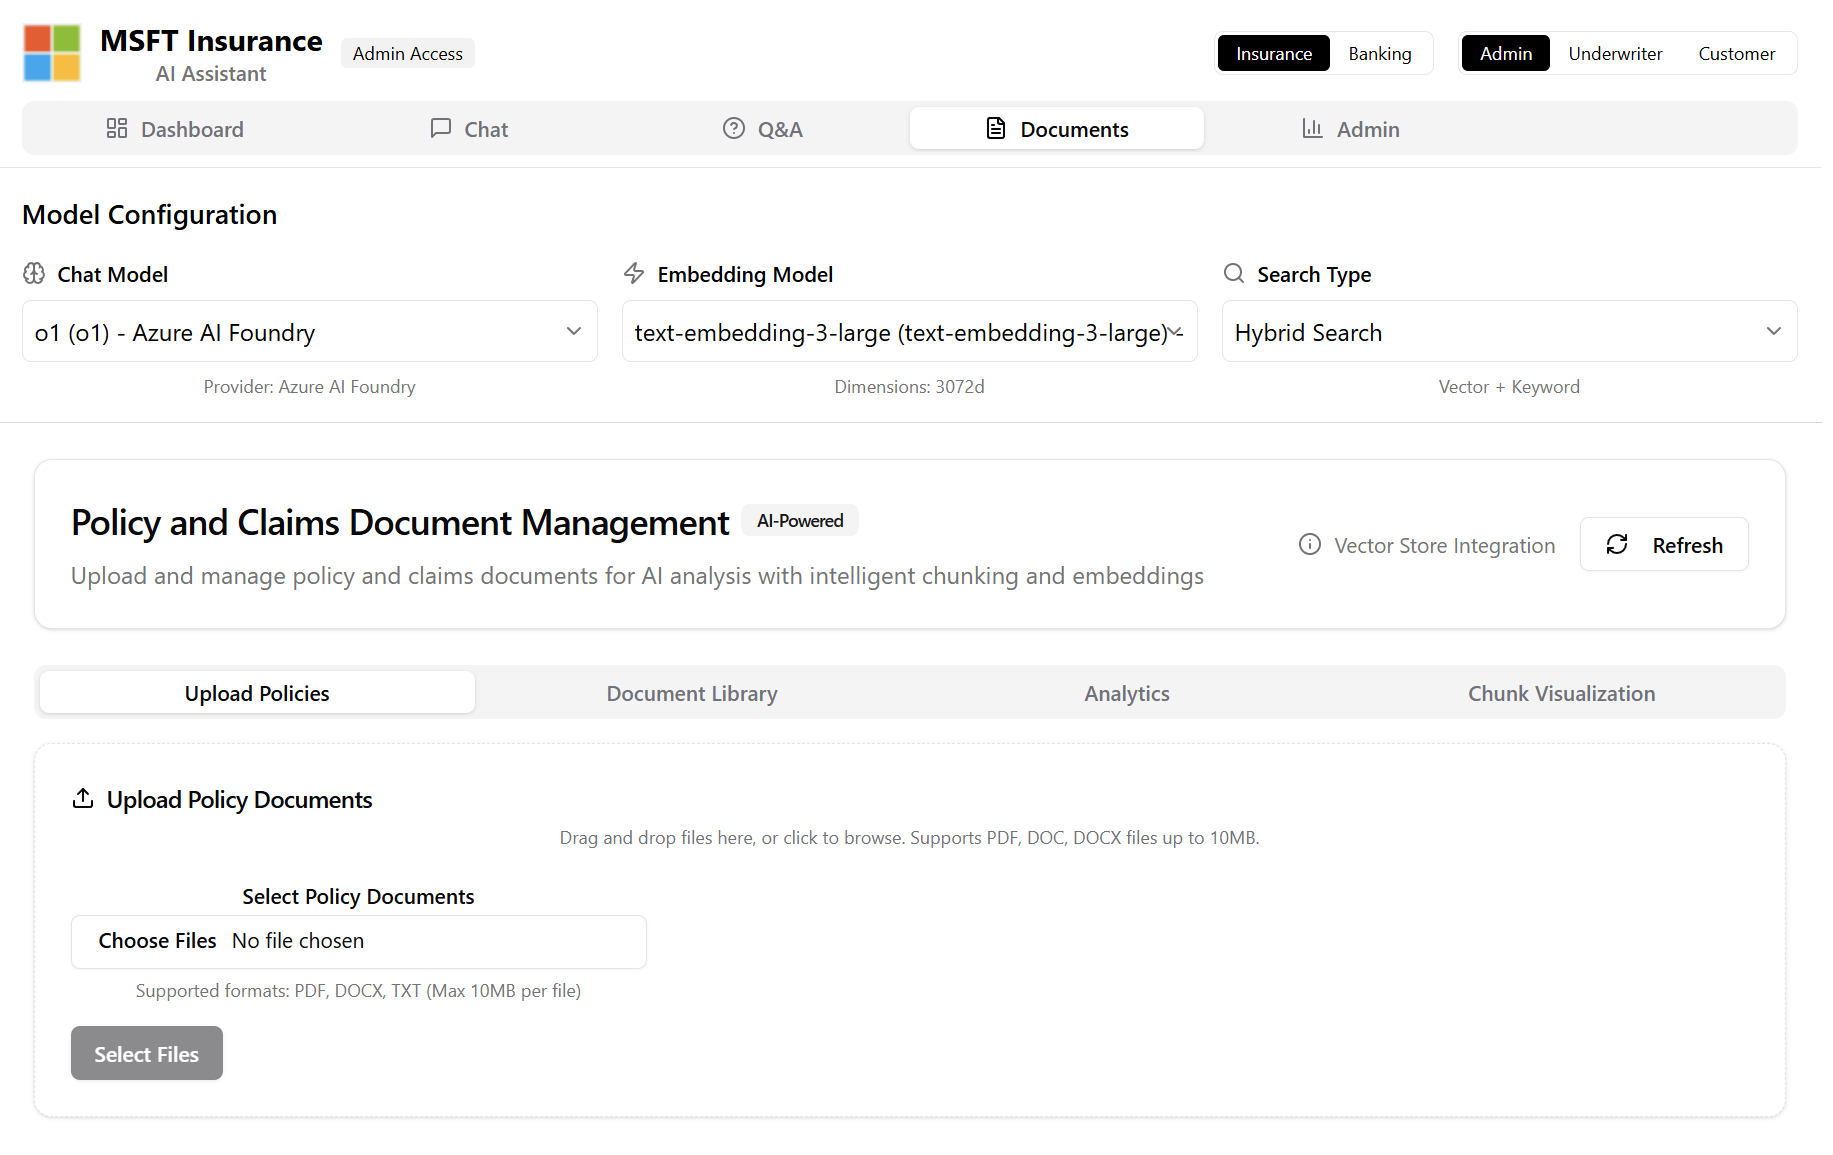 MSFT Insurance
AI Assistant
Admin Access
Insurance Banking
Admin Underwriter Customer
Dashboard Chat Q&A Documents Admin
Model Configuration
Chat Model
o1 (o1) - Azure AI Foundry
Provider: Azure AI Foundry
Embedding Model
text-embedding-3-large (text-embedding-3-large) -
Dimensions: 3072d
Search Type
Hybrid Search
Vector + Keyword
Policy and Claims Document Management AI-Powered
Upload and manage policy and claims documents for AI analysis with intelligent chunking and embeddings
Vector Store Integration Refresh
Upload Policies Document Library Analytics Chunk Visualization
Upload Policy Documents
Drag and drop files here, or click to browse. Supports PDF, DOC, DOCX files up to 10MB.
Select Policy Documents
Choose Files No file chosen
Supported formats: PDF, DOCX, TXT (Max 10MB per file)
Select Files